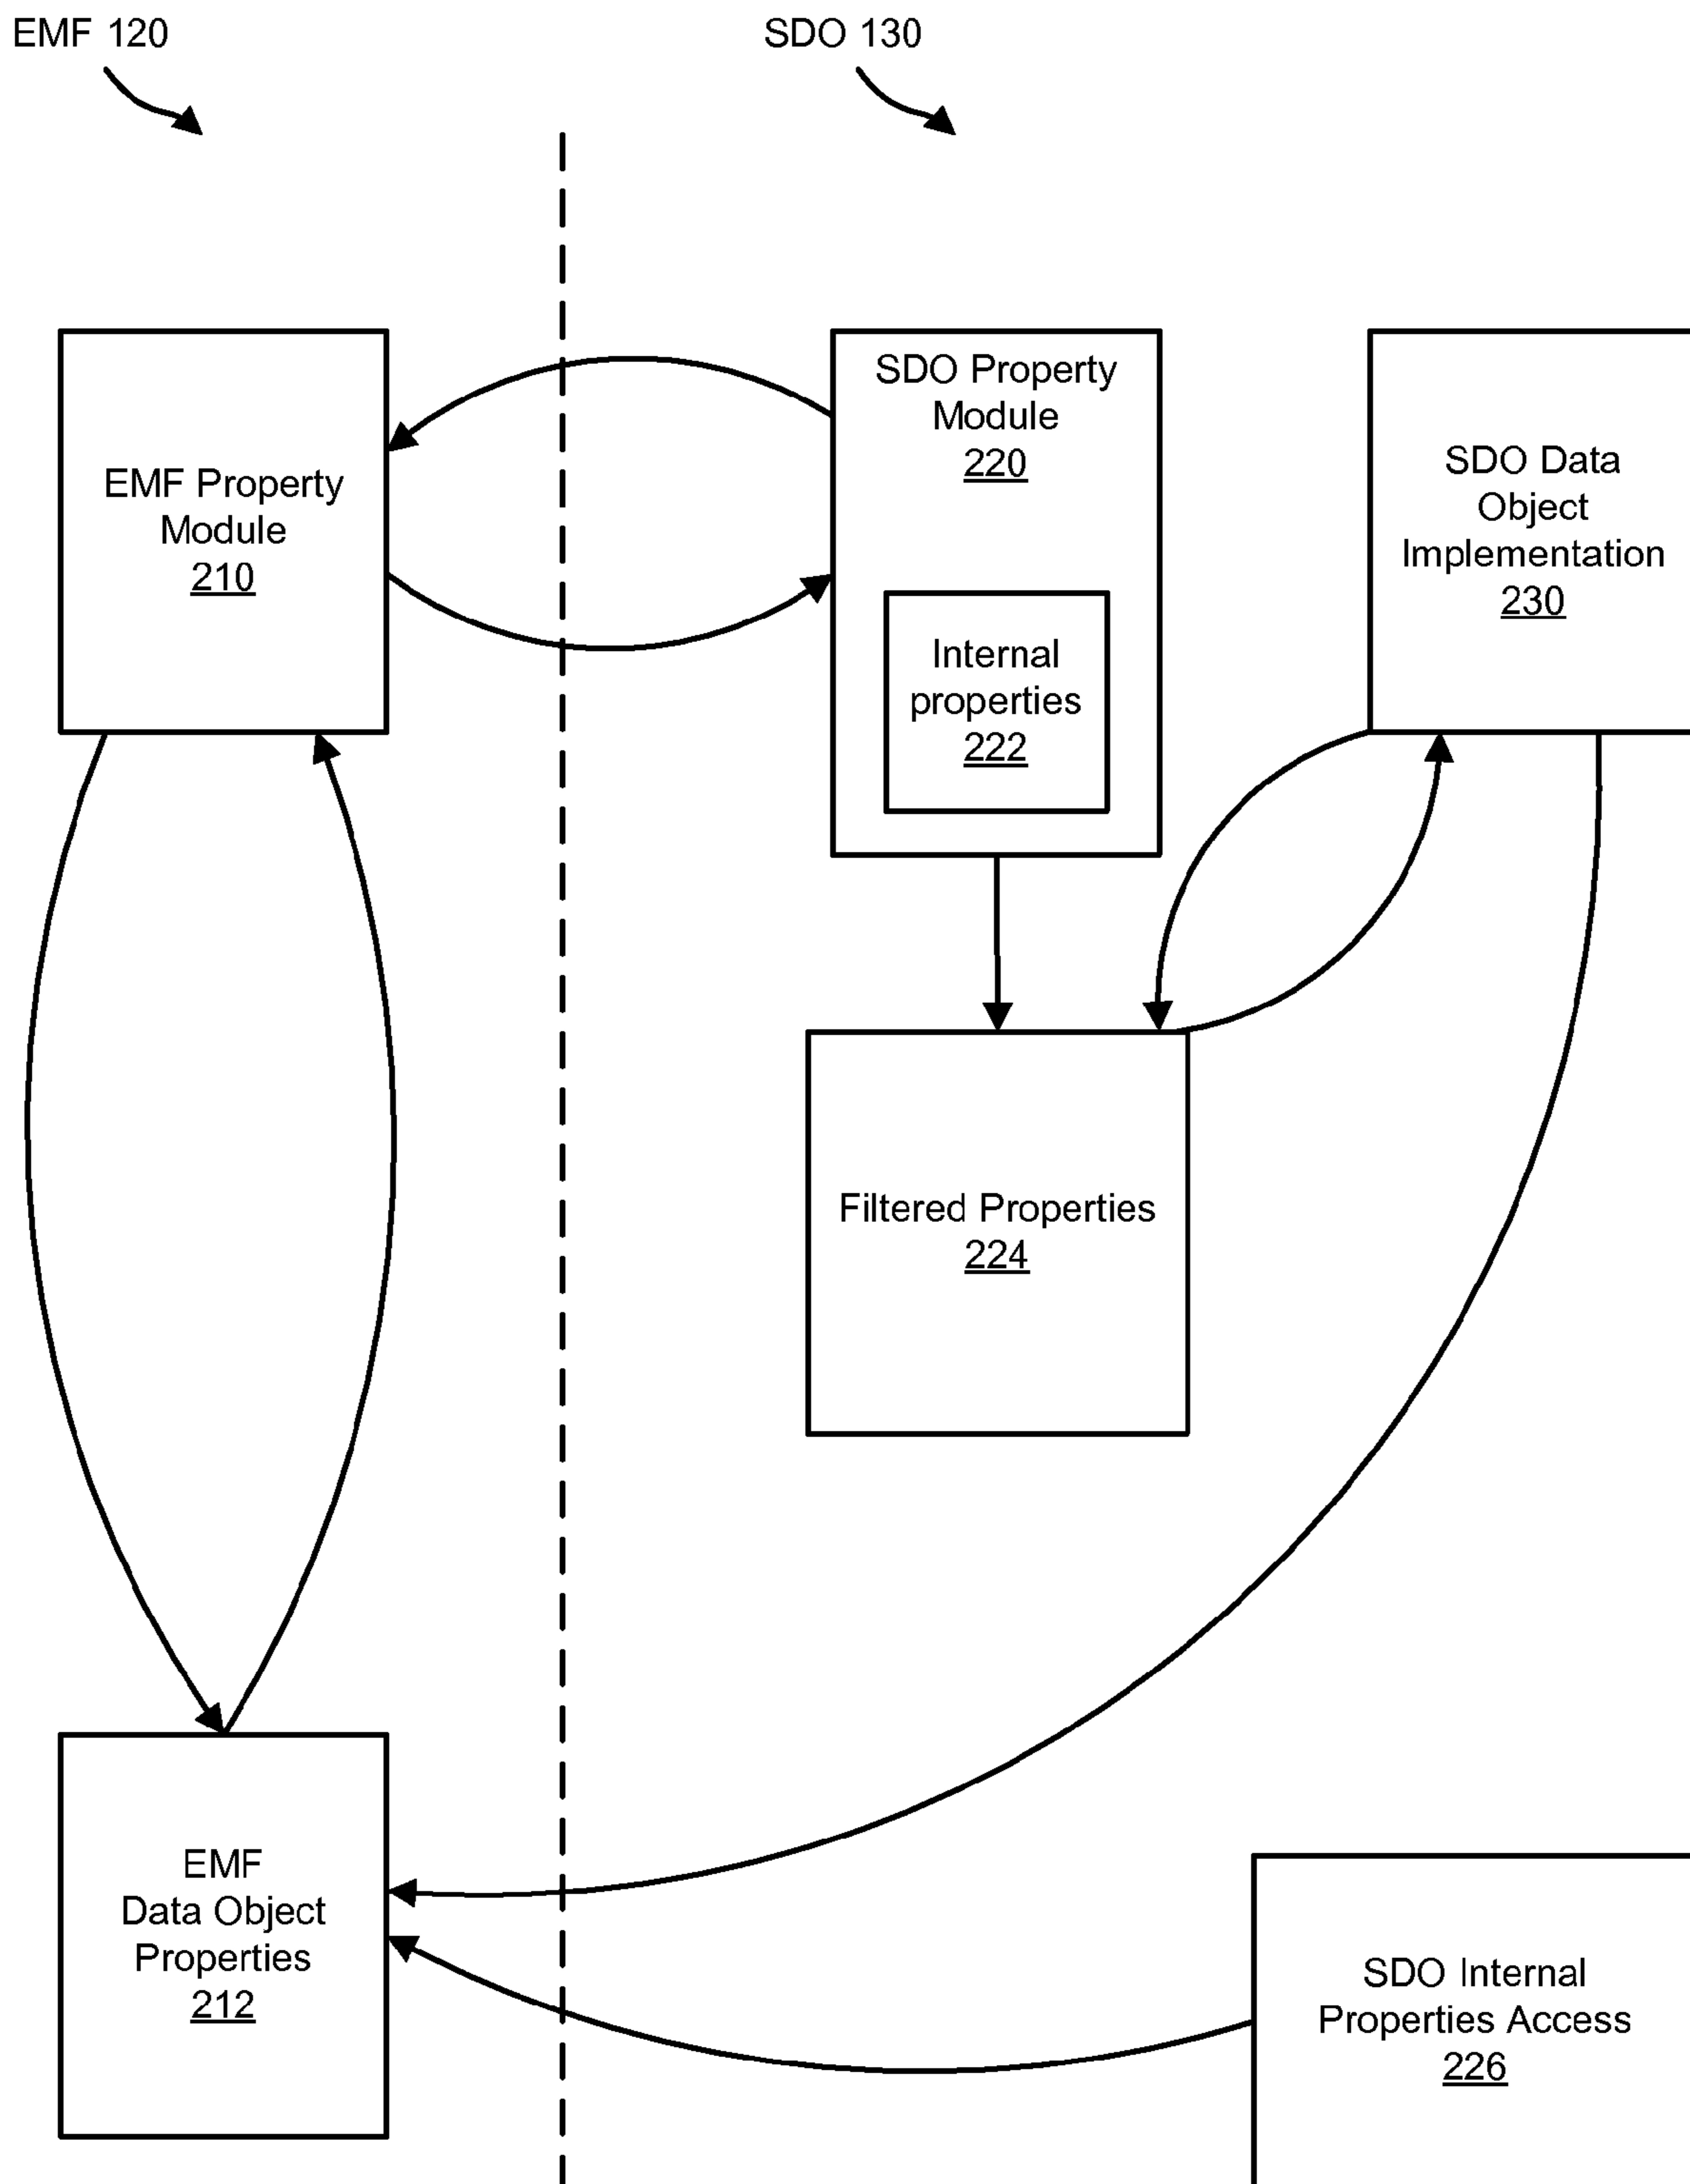 EMF 120
SDO 130
EMF Property
Module
210
SDO Property
Module
220
Internal
properties
222
SDO Data
Object
Implementation
230
Filtered Properties
224
EMF
Data Object
Properties
212
SDO Internal
Properties Access
226